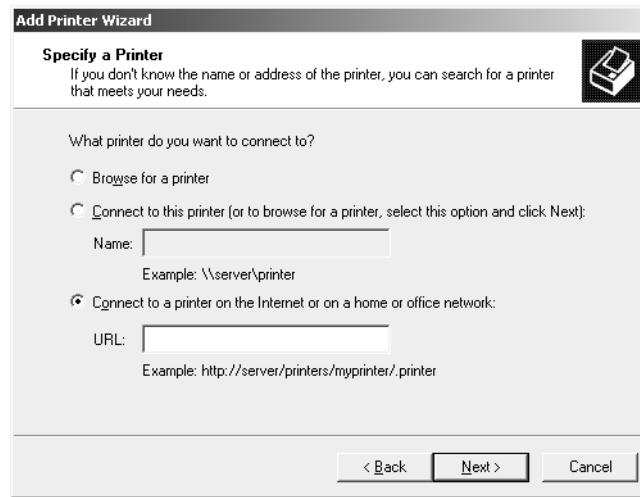 Add Printer Wizard
Specify a Printer
If you don't know the name or address of the printer, you can search for a printer
that meets your needs.
What printer do you want to connect to?
Browse for a printer
Connect to this printer (or to browse for a printer, select this option and click Next):
Name:
Example: \\server\printer
Connect to a printer on the Internet or on a home or office network:
URL:
Example: http://server/printers/myprinter/.printer
< Back
Next >
Cancel